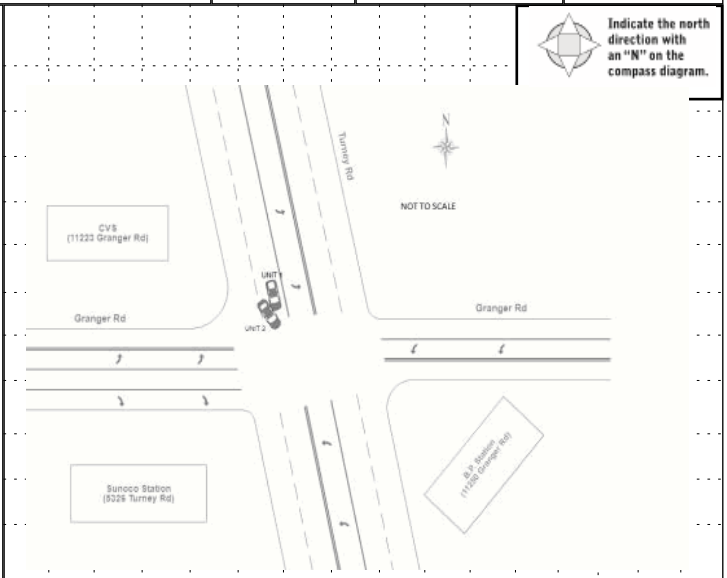 Indicate the north
direction with
an “N” on the
compass diagram.
N
Turney Rd
NOT TO SCALE
CVS
(11223 Granger Rd)
UNIT 1
UNIT 2
Granger Rd
Granger Rd
Sunoco Station
(5326 Turney Rd)
B.P. Station
(11250 Granger Rd)